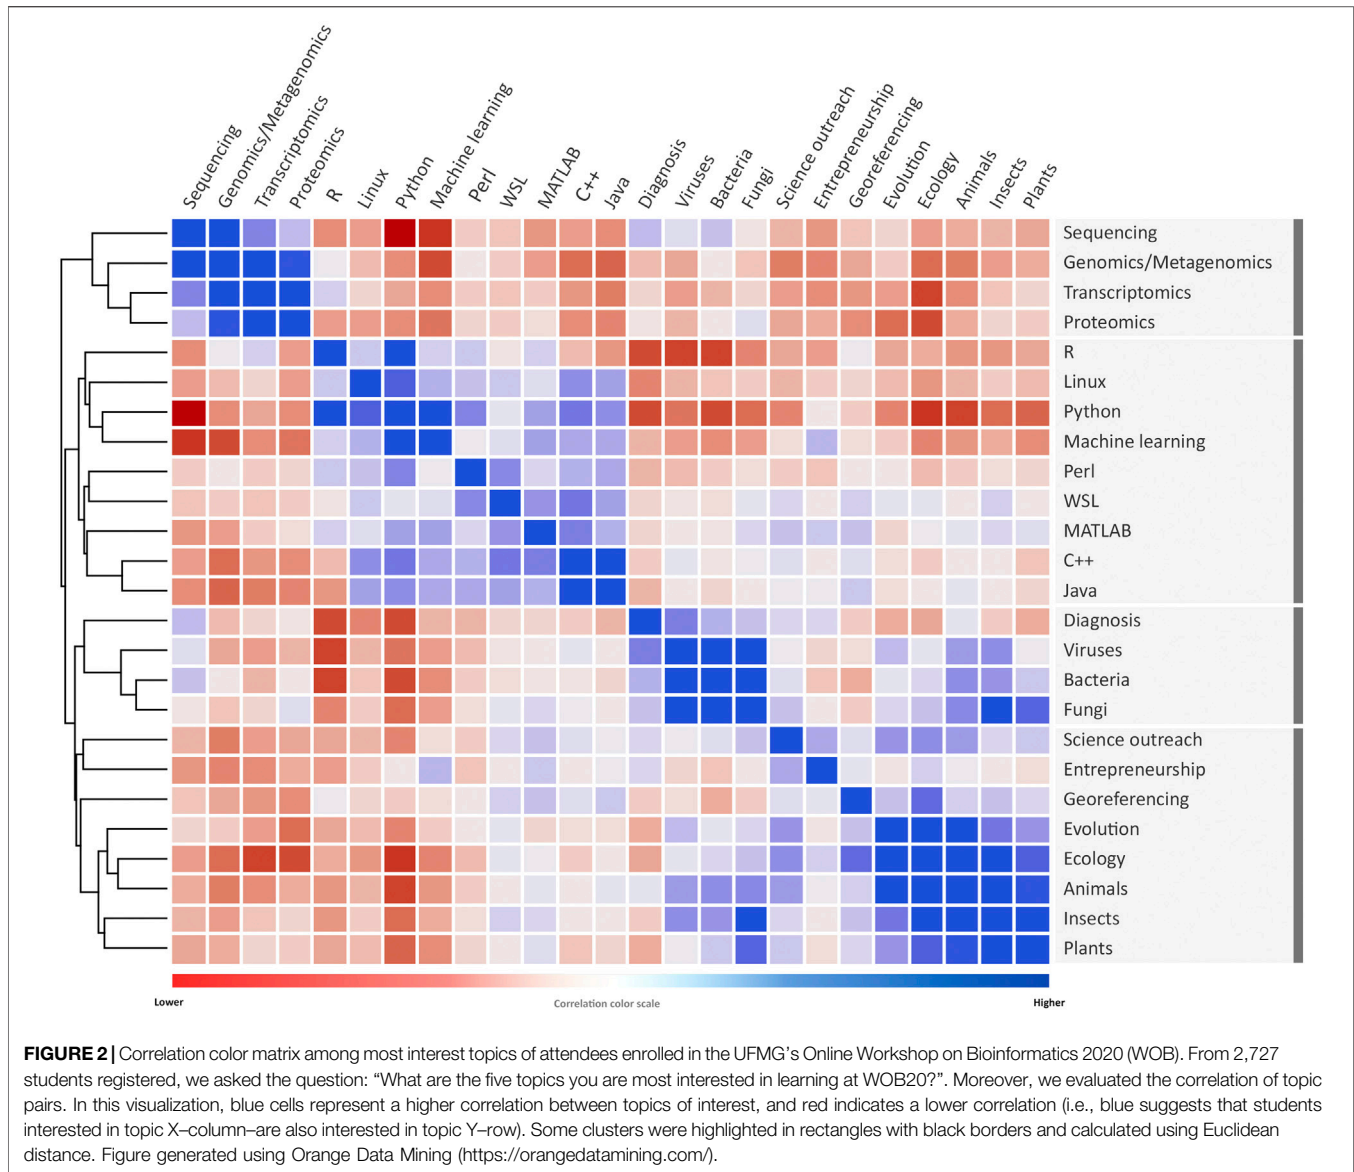 Sequencing
Genomics/Metagenomics
Transcriptomics
Proteomics
R
Linux
Python
Machine learning
Perl
WSL
MATLAB
C++
Java
Diagnosis
Viruses
Bacteria
Fungi
Science outreach
Entrepreneurship
Georeferencing
Evolution
Ecology
Animals
Insects
Plants
Sequencing
Genomics/Metagenomics
Transcriptomics
Proteomics
R
Linux
Python
Machine learning
Perl
WSL
MATLAB
C++
Java
Diagnosis
Viruses
Bacteria
Fungi
Science outreach
Entrepreneurship
Georeferencing
Evolution
Ecology
Animals
Insects
Plants
Lower
Correlation color scale
Higher
FIGURE 2 | Correlation color matrix among most interest topics of attendees enrolled in the UFMG's Online Workshop on Bioinformatics 2020 (WOB). From 2,727
students registered, we asked the question: “What are the five topics you are most interested in learning at WOB20?”. Moreover, we evaluated the correlation of topic
pairs. In this visualization, blue cells represent a higher correlation between topics of interest, and red indicates a lower correlation (i.e., blue suggests that students
interested in topic X–column–are also interested in topic Y–row). Some clusters were highlighted in rectangles with black borders and calculated using Euclidean
distance. Figure generated using Orange Data Mining (https://orangedatamining.com/).